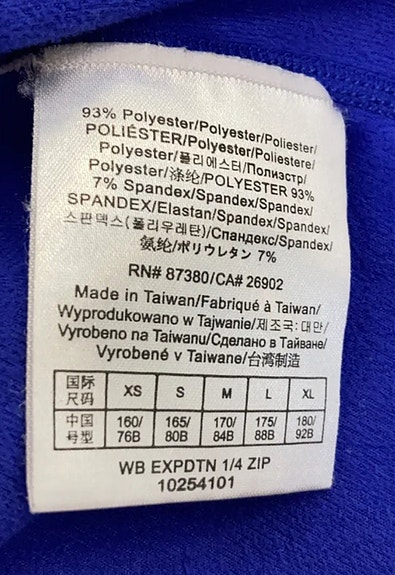 93% Polyester/Polyester/Poliester/
POLIÉSTER/Polyester/Poliestere/
Polyester/폴리에스터/Полиэстр/
Polyester/涤纶/POLYESTER 93%
7% Spandex/Spandex/Spandex/
SPANDEX/Elastan/Spandex/Spandex/
스판덱스(폴리우레탄)/Спандекс/Spandex/
氨纶/ポリウレタン 7%
RN# 87380/CA# 26902
Made in Taiwan/Fabriqué à Taiwan/
Wyprodukowano w Tajwanie/제조국: 대만/
Vyrobeno na Taiwanu/Сделано в Тайване/
Vyrobené v Taiwane/台湾制造
国际尺码 XS S M L XL
中国号型 160/76B 165/80B 170/84B 175/88B 180/92B
WB EXPDTN 1/4 ZIP
10254101